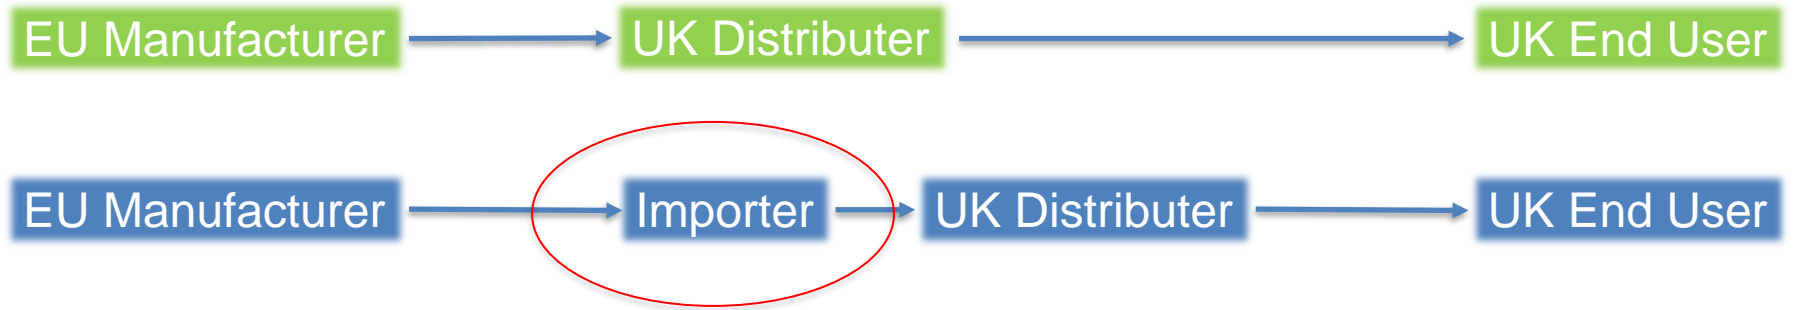 EU Manufacturer UK Distributer UK End User
EU Manufacturer Importer UK Distributer UK End User